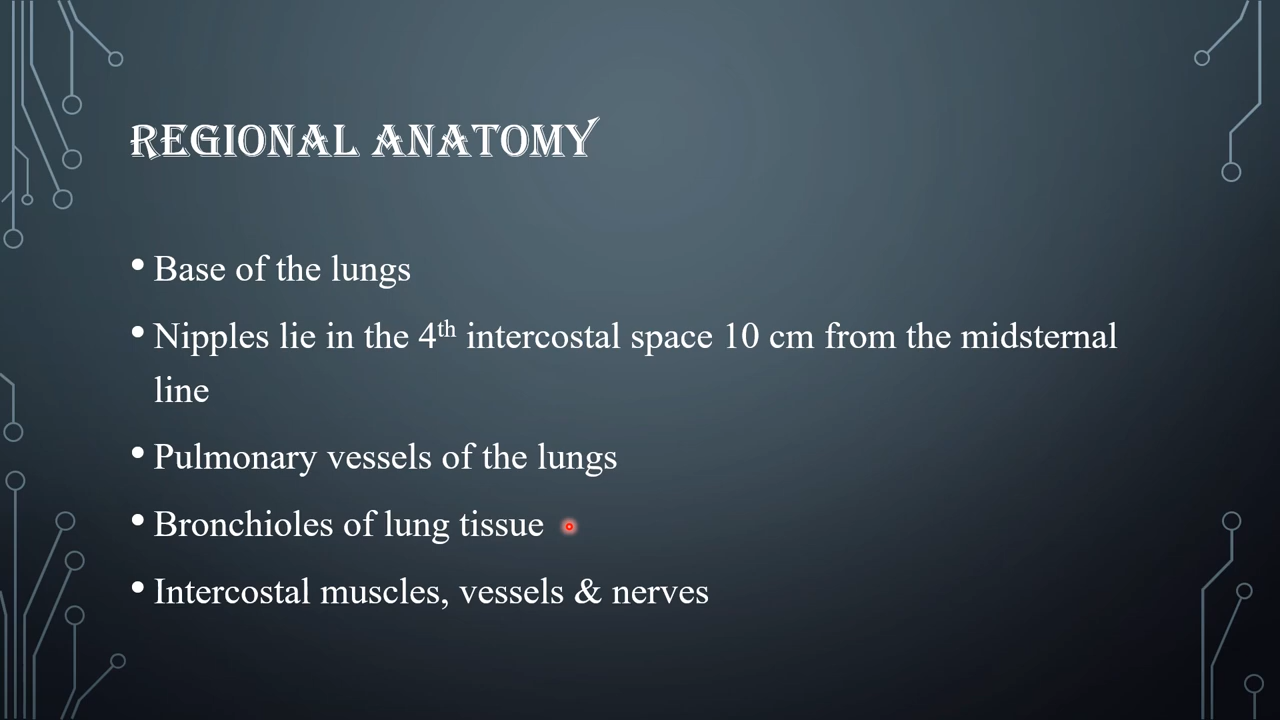 REGIONAL ANATOMY
• Base of the lungs
• Nipples lie in the 4th intercostal space 10 cm from the midsternal
line
• Pulmonary vessels of the lungs
• Bronchioles of lung tissue
• Intercostal muscles, vessels & nerves